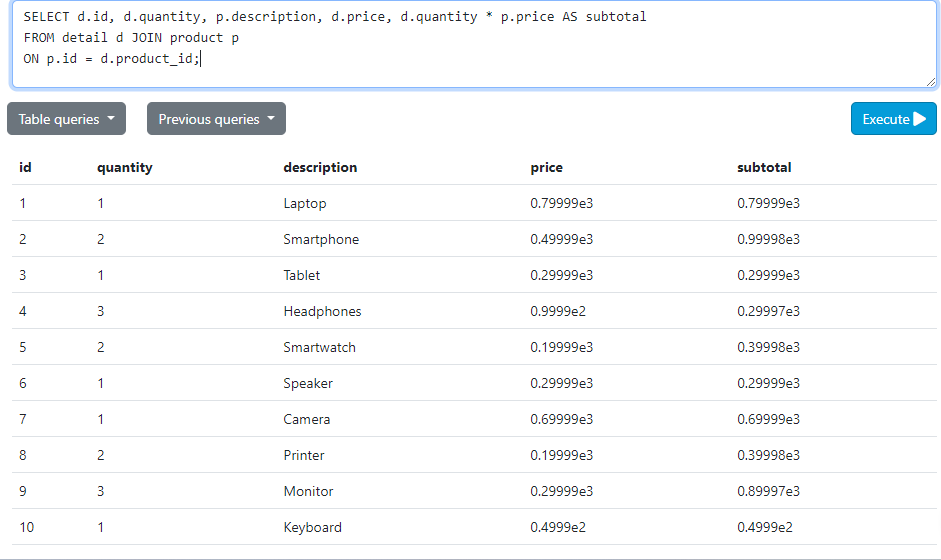 SELECT d.id, d.quantity, p.description, d.price, d.quantity * p.price AS subtotal
FROM detail d JOIN product p
ON p.id = d.product_id;
Table queries Previous queries Execute
id quantity description price subtotal
1 1 Laptop 0.79999e3 0.79999e3
2 2 Smartphone 0.49999e3 0.99998e3
3 1 Tablet 0.29999e3 0.29999e3
4 3 Headphones 0.9999e2 0.29997e3
5 2 Smartwatch 0.19999e3 0.39998e3
6 1 Speaker 0.29999e3 0.29999e3
7 1 Camera 0.69999e3 0.69999e3
8 2 Printer 0.19999e3 0.39998e3
9 3 Monitor 0.29999e3 0.89997e3
10 1 Keyboard 0.4999e2 0.4999e2